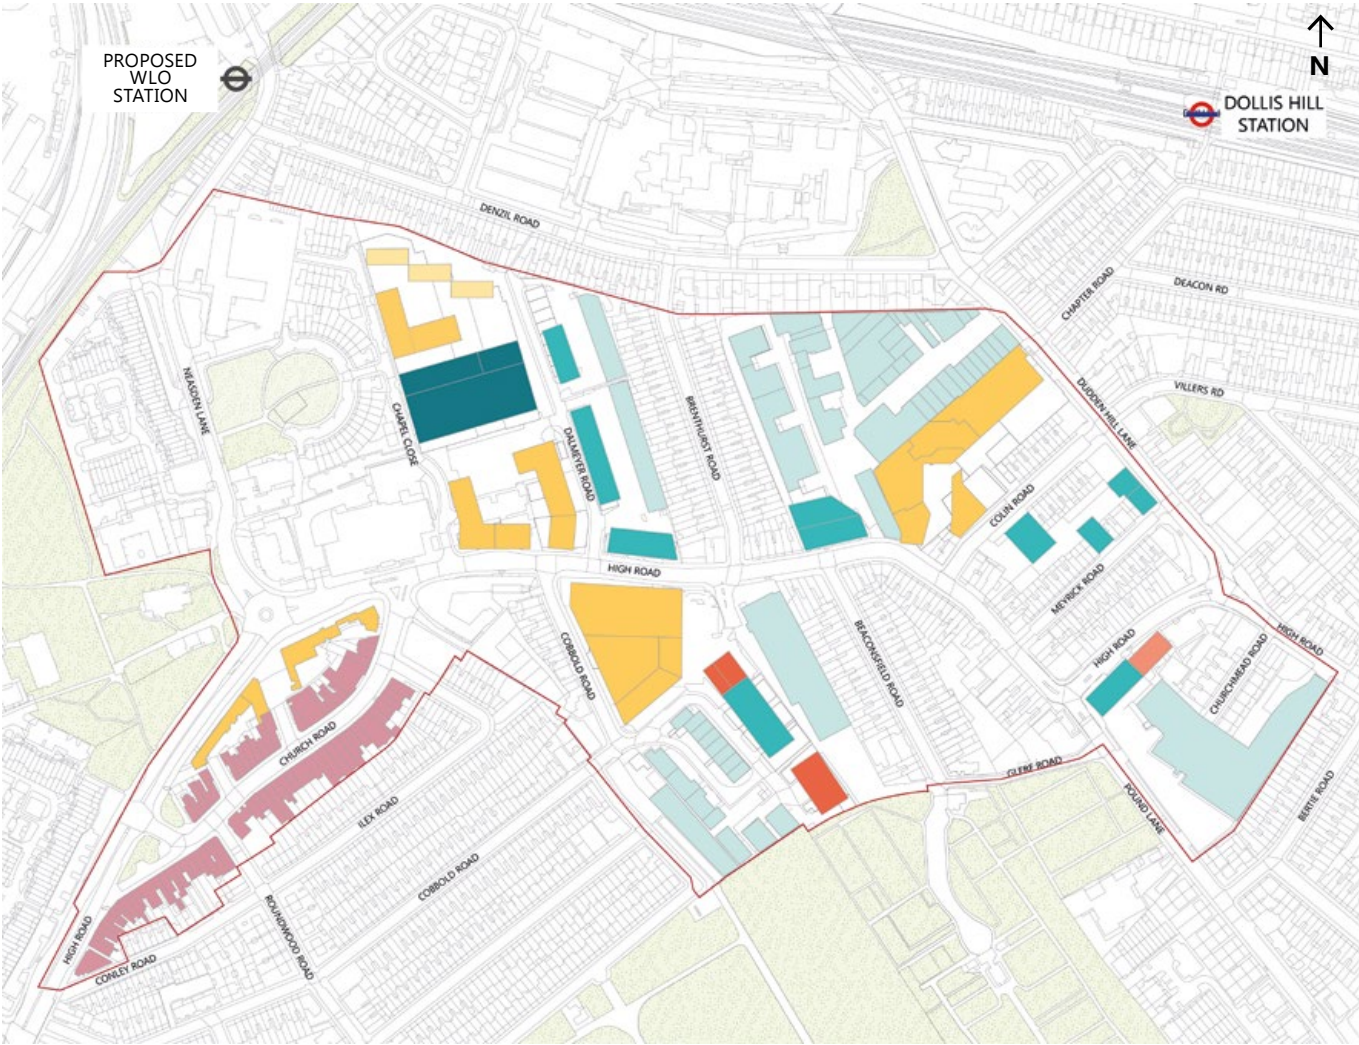 PROPOSED
WLO
STATION
N
DOLLIS HILL
STATION
DENZIL ROAD
CHAPTER ROAD
DEACON RD
VILLERS RD
NEASDEN LANE
CHAPEL CLOSE
DALMEYER ROAD
BRENTHURST ROAD
DUDDEN HILL LANE
COLIN ROAD
HIGH ROAD
MEYRICK ROAD
COBBOLD ROAD
BEACONSFIELD ROAD
HIGH ROAD
CHURCHMEAD ROAD
HIGH ROAD
CHURCH ROAD
GLEBE ROAD
POUND LANE
BERTIE ROAD
ILEX ROAD
COBBOLD ROAD
ROUNDWOOD ROAD
HIGH ROAD
CONLEY ROAD